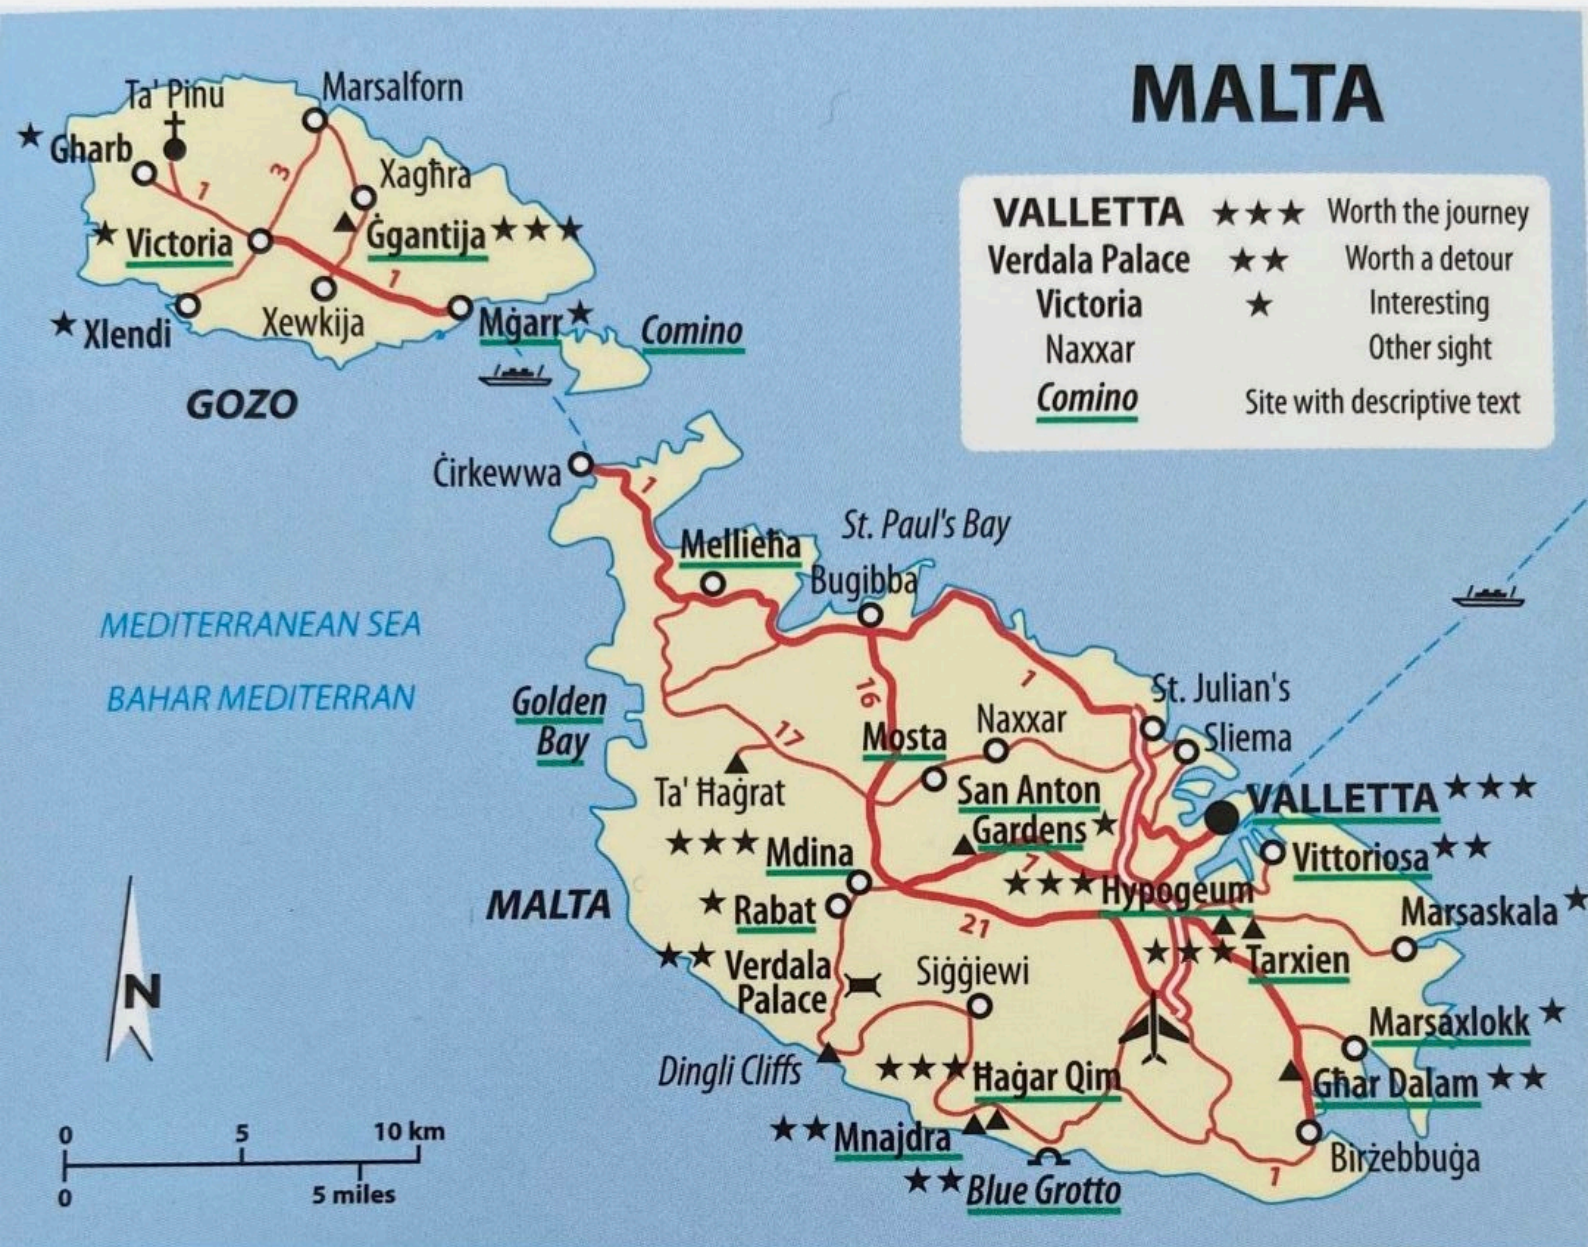 MALTA
VALLETTA ★★★ Worth the journey
Verdala Palace ★★ Worth a detour
Victoria ★ Interesting
Naxxar Other sight
Comino Site with descriptive text
Ta' Pinu
Marsalforn
★ Gharb
Xagħra
3
1
★ Victoria
Ġgantija ★★★
1
★ Xlendi
Xewkija
Mġarr ★
Comino
GOZO
Ċirkewwa
1
St. Paul's Bay
Mellieħa
Bugibba
MEDITERRANEAN SEA
BAHAR MEDITERRAN
Golden
Bay
16
1
St. Julian's
17
Mosta
Naxxar
Sliema
Ta' Ħaġrat
San Anton
Gardens ★
VALLETTA ★★★
★★★ Mdina
7
Vittoriosa ★★
MALTA
★ Rabat
★★★ Hypogeum
Marsaskala ★
21
★★ Verdala
Palace
Siġġiewi
★★★ Tarxien
N
Marsaxlokk ★
Dingli Cliffs
★★★ Ħaġar Qim
Għar Dalam ★★
★★ Mnajdra
Birżebbuġa
★★ Blue Grotto
1
0 5 10 km
0 5 miles